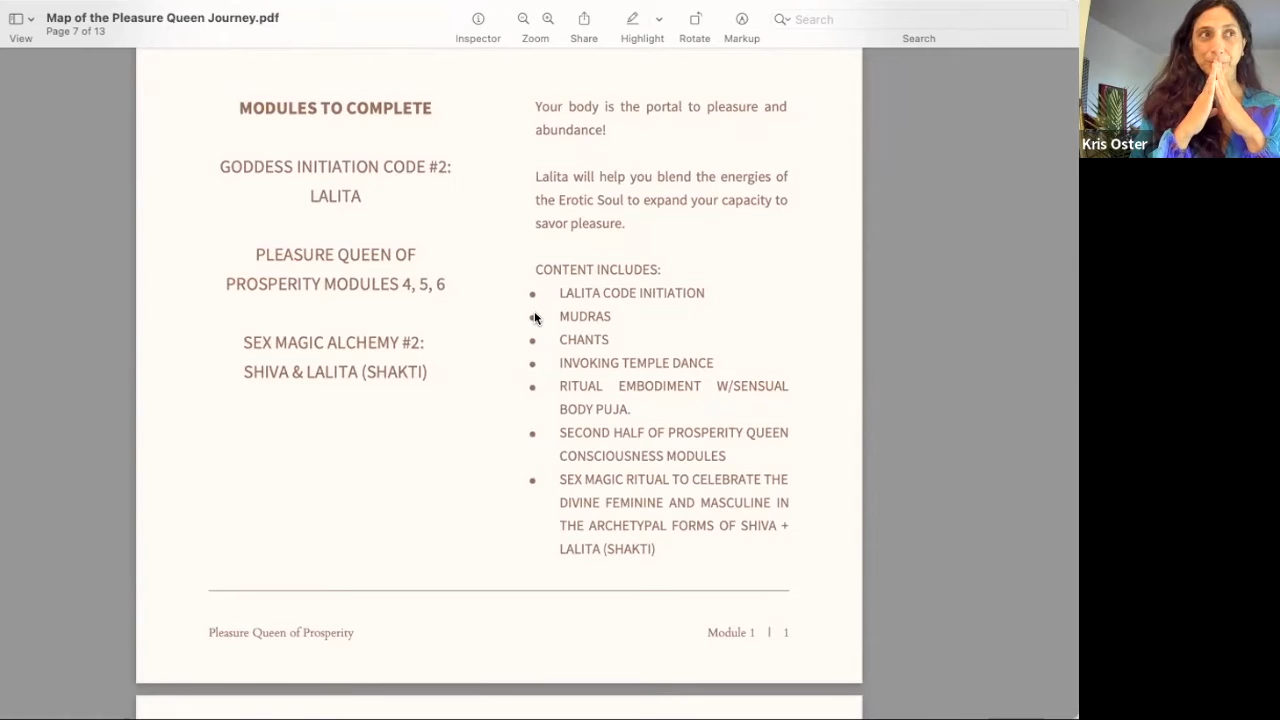 Map of the Pleasure Queen Journey.pdf
Page 7 of 13
View
Inspector
Zoom
Share
Highlight
Rotate
Markup
Search
Search
Kris Oster
MODULES TO COMPLETE
GODDESS INITIATION CODE #2:
LALITA
PLEASURE QUEEN OF
PROSPERITY MODULES 4, 5, 6
SEX MAGIC ALCHEMY #2:
SHIVA & LALITA (SHAKTI)
Your body is the portal to pleasure and
abundance!
Lalita will help you blend the energies of
the Erotic Soul to expand your capacity to
savor pleasure.
CONTENT INCLUDES:
LALITA CODE INITIATION
MUDRAS
CHANTS
INVOKING TEMPLE DANCE
RITUAL EMBODIMENT W/SENSUAL
BODY PUJA.
SECOND HALF OF PROSPERITY QUEEN
CONSCIOUSNESS MODULES
SEX MAGIC RITUAL TO CELEBRATE THE
DIVINE FEMININE AND MASCULINE IN
THE ARCHETYPAL FORMS OF SHIVA +
LALITA (SHAKTI)
Pleasure Queen of Prosperity
Module 1 | 1